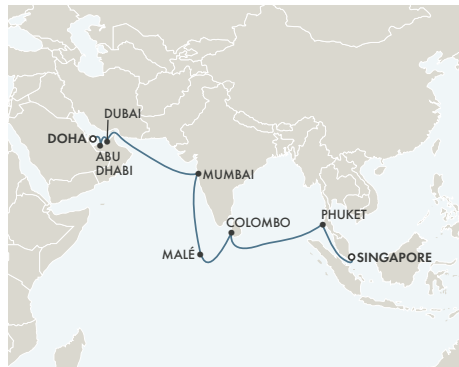 DUBAI
DOHA
ABU
DHABI
MUMBAI
COLOMBO
PHUKET
MALÉ
SINGAPORE